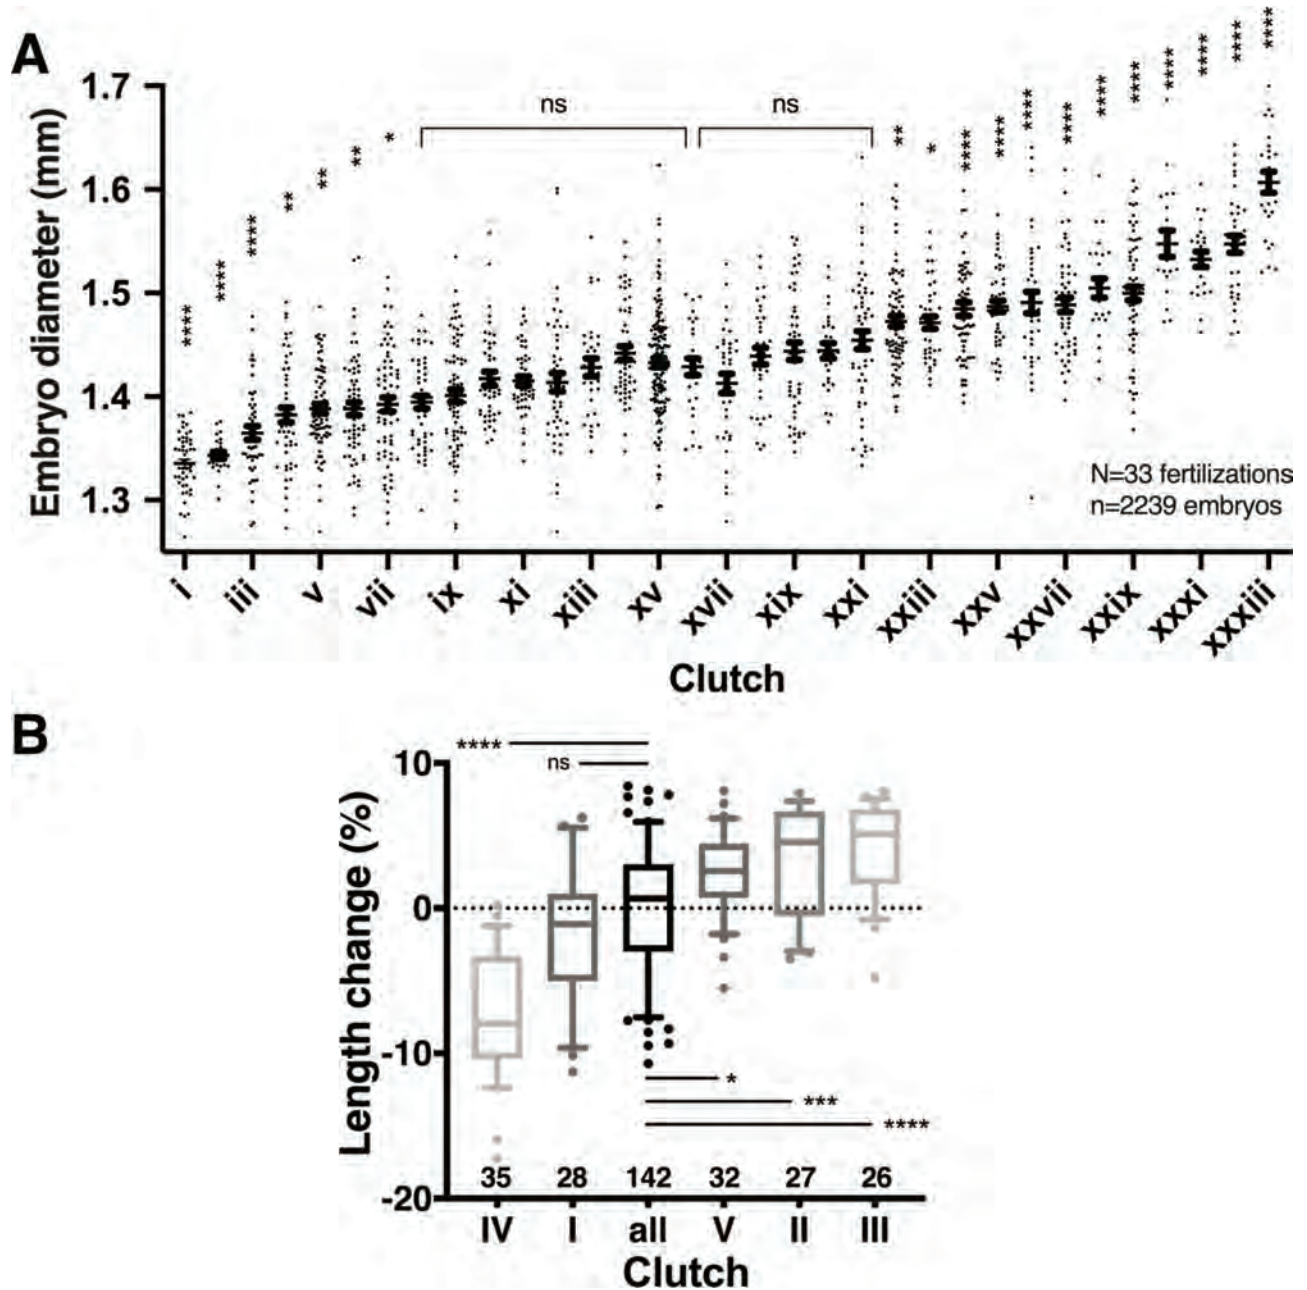 A
Embryo diameter (mm)
1.7
1.6
1.5
1.4
1.3
****
****
****
**
**
**
*
ns
ns
**
*
****
****
****
****
****
****
****
****
****
****
N=33 fertilizations
n=2239 embryos
i
iii
v
vii
ix
xi
xiii
xv
xvii
xix
xxi
xxiii
xxv
xxvii
xxix
xxxi
xxxiii
Clutch
B
Length change (%)
10
0
-10
-20
****
ns
*
***
****
35 28 142 32 27 26
IV I all V II III
Clutch